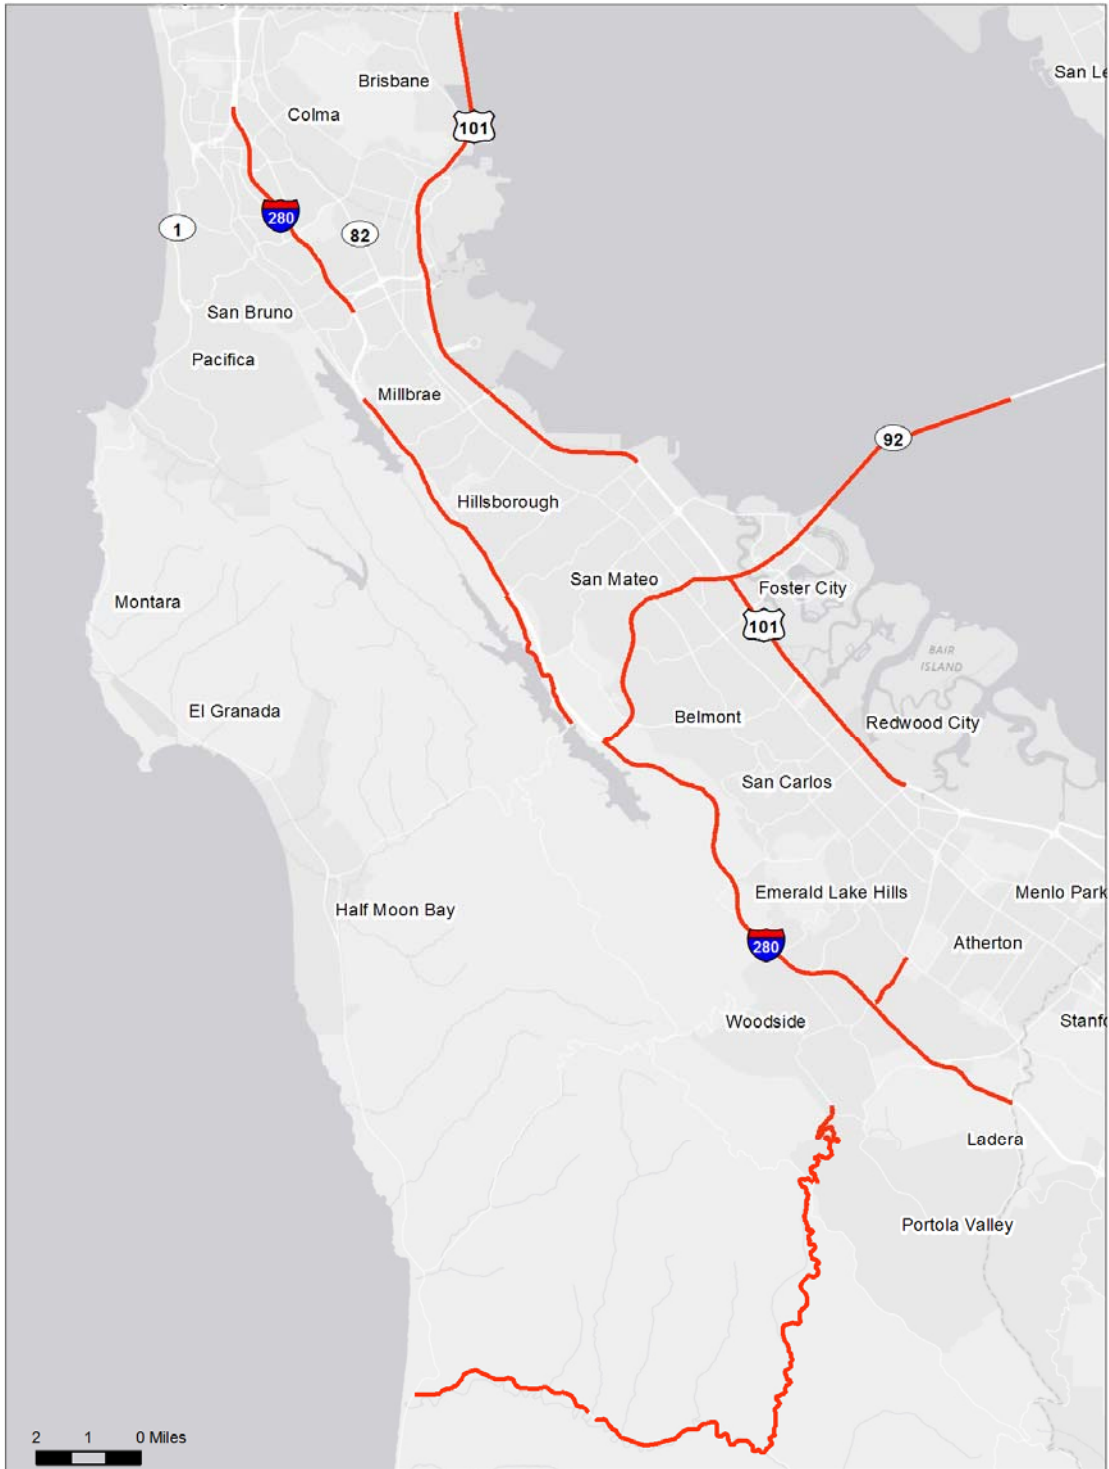 Brisbane
San Le
Colma
101
1
280
82
San Bruno
Pacifica
Millbrae
92
Hillsborough
San Mateo
Foster City
Montara
101
BAIR
ISLAND
El Granada
Belmont
Redwood City
San Carlos
Emerald Lake Hills
Menlo Park
Half Moon Bay
280
Atherton
Woodside
Stanfo
Ladera
Portola Valley
2 1 0 Miles